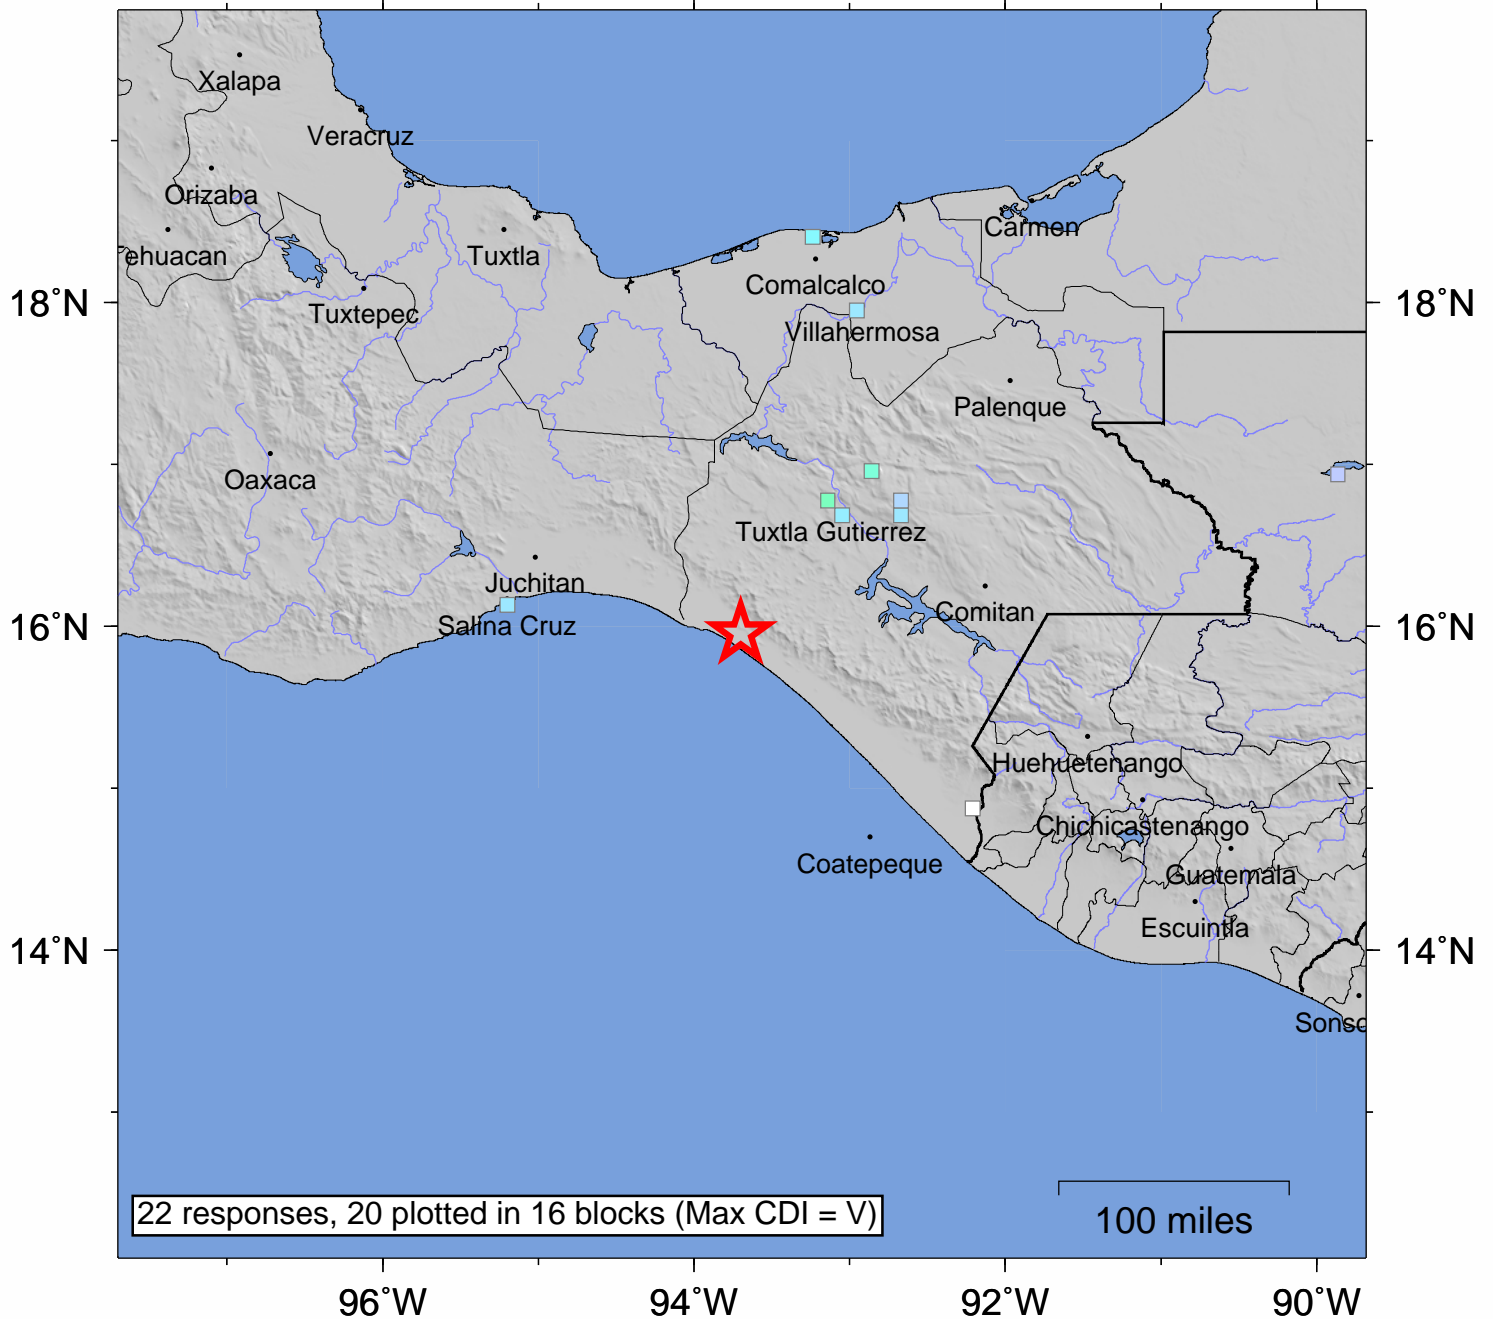 Xalapa
Veracruz
Orizaba
Carmen
ehuacan
Tuxtla
Comalcalco
18°N
18°N
Tuxtepec
Villahermosa
Palenque
Oaxaca
Tuxtla Gutierrez
Juchitan
Comitan
16°N
Salina Cruz
16°N
Huehuetenango
Chichicastenango
Coatepeque
Guatemala
Escuintla
14°N
14°N
Sonsc
22 responses, 20 plotted in 16 blocks (Max CDI = V)
100 miles
96°W
94°W
92°W
90°W